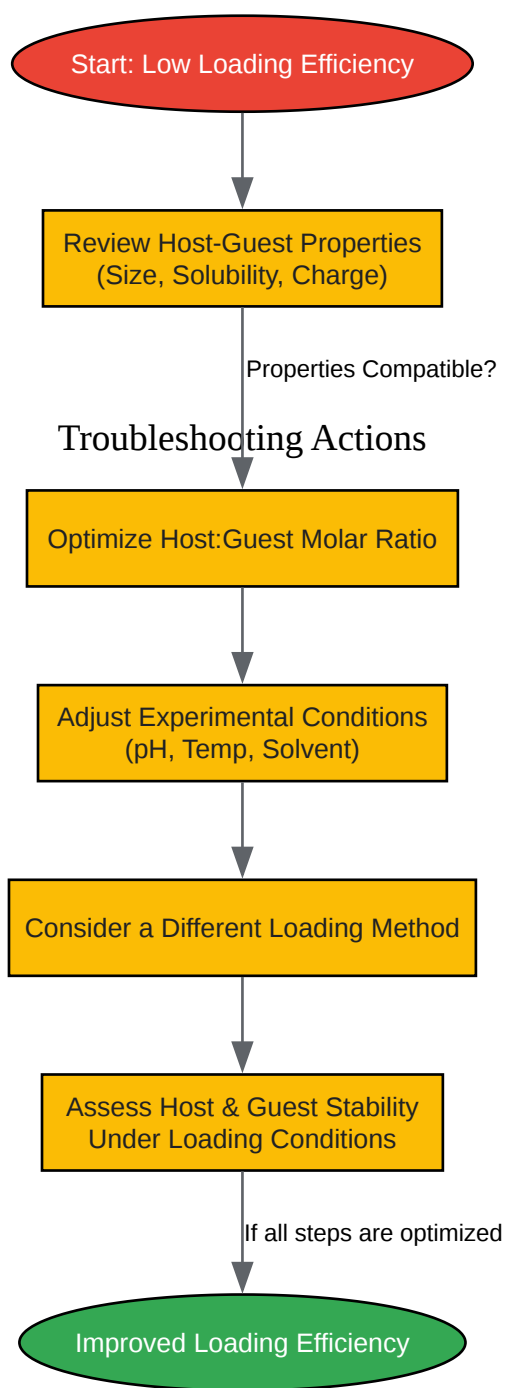 Start: Low Loading Efficiency
Review Host-Guest Properties
(Size, Solubility, Charge)
Properties Compatible?
Troubleshooting Actions
Optimize Host:Guest Molar Ratio
Adjust Experimental Conditions
(pH, Temp, Solvent)
Consider a Different Loading Method
Assess Host & Guest Stability
Under Loading Conditions
If all steps are optimized
Improved Loading Efficiency